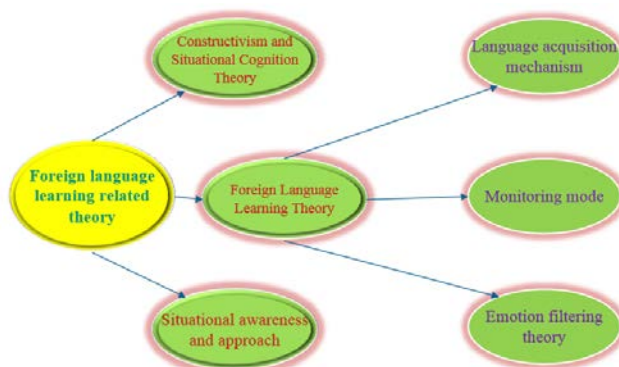 Constructivism and
Situational Cognition
Theory
Language acquisition
mechanism
Foreign language
learning related
theory
Foreign Language
Learning Theory
Monitoring mode
Situational awareness
and approach
Emotion filtering
theory